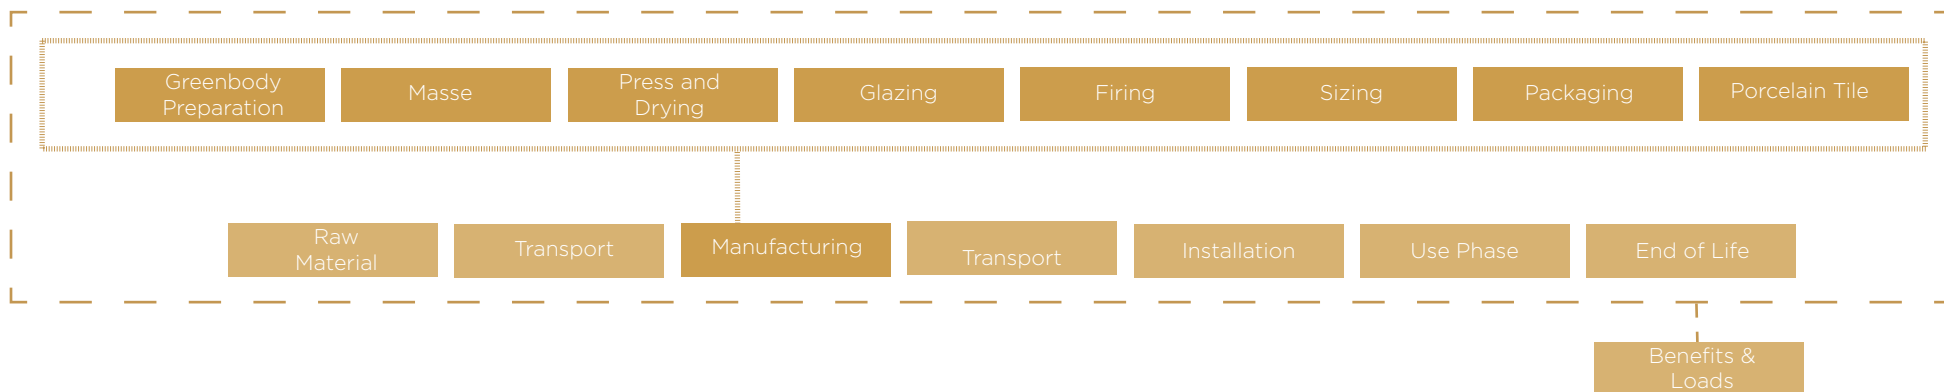 Greenbody
Preparation
Masse
Press and
Drying
Glazing
Firing
Sizing
Packaging
Porcelain Tile
Raw
Material
Transport
Manufacturing
Transport
Installation
Use Phase
End of Life
Benefits &
Loads